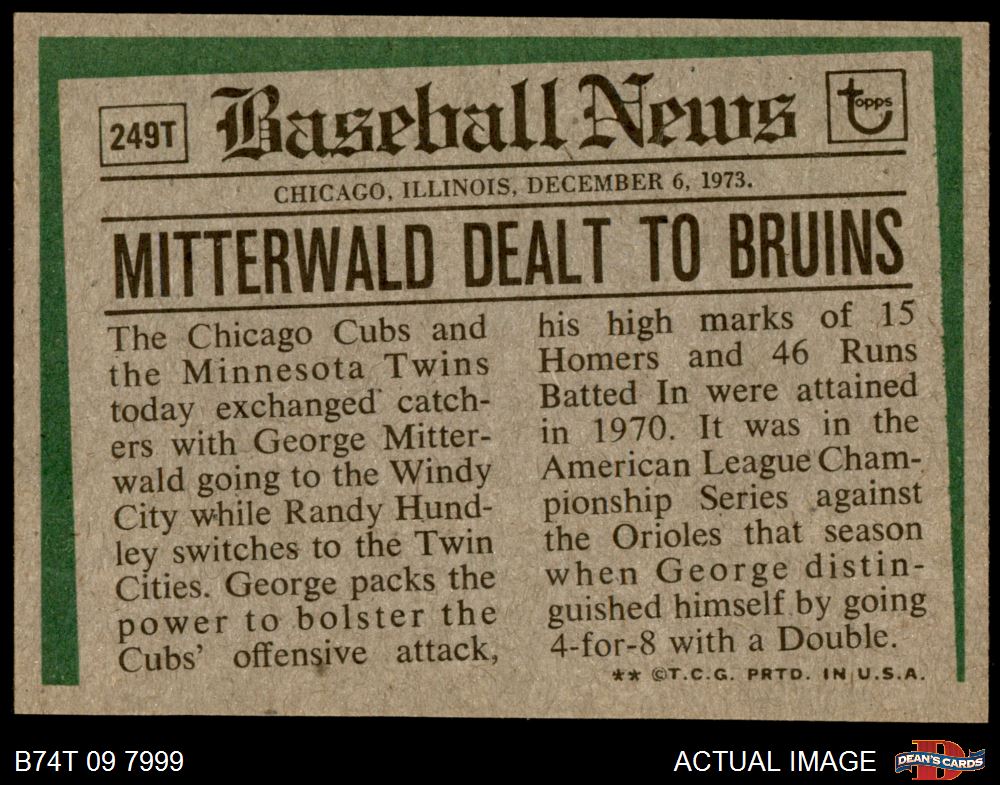 249T
Baseball News
topps
CHICAGO, ILLINOIS, DECEMBER 6, 1973.
MITTERWALD DEALT TO BRUINS
The Chicago Cubs and
the Minnesota Twins
today exchanged catch-
ers with George Mitter-
wald going to the Windy
City while Randy Hund-
ley switches to the Twin
Cities. George packs the
power to bolster the
Cubs' offensive attack,
his high marks of 15
Homers and 46 Runs
Batted In were attained
in 1970. It was in the
American League Cham-
pionship Series against
the Orioles that season
when George distin-
guished himself by going
4-for-8 with a Double.
** ©T.C.G. PRTD. IN U.S.A.
B74T 09 7999
ACTUAL IMAGE
DEAN'S CARDS